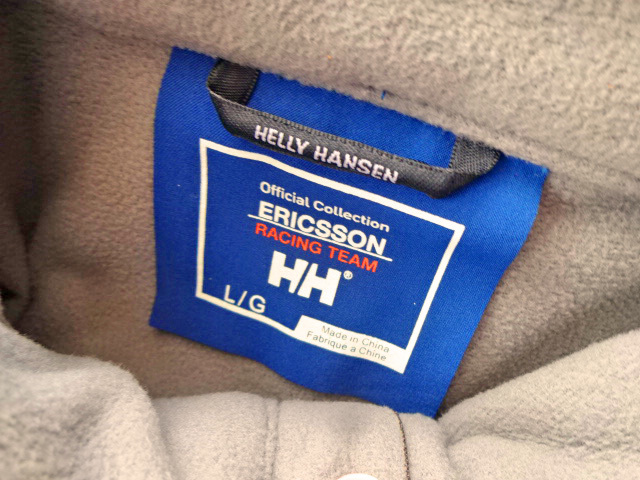 HELLY HANSEN
Official Collection
ERICSSON
RACING TEAM
HH®
L/G
Made in China
Fabriqué a Chine